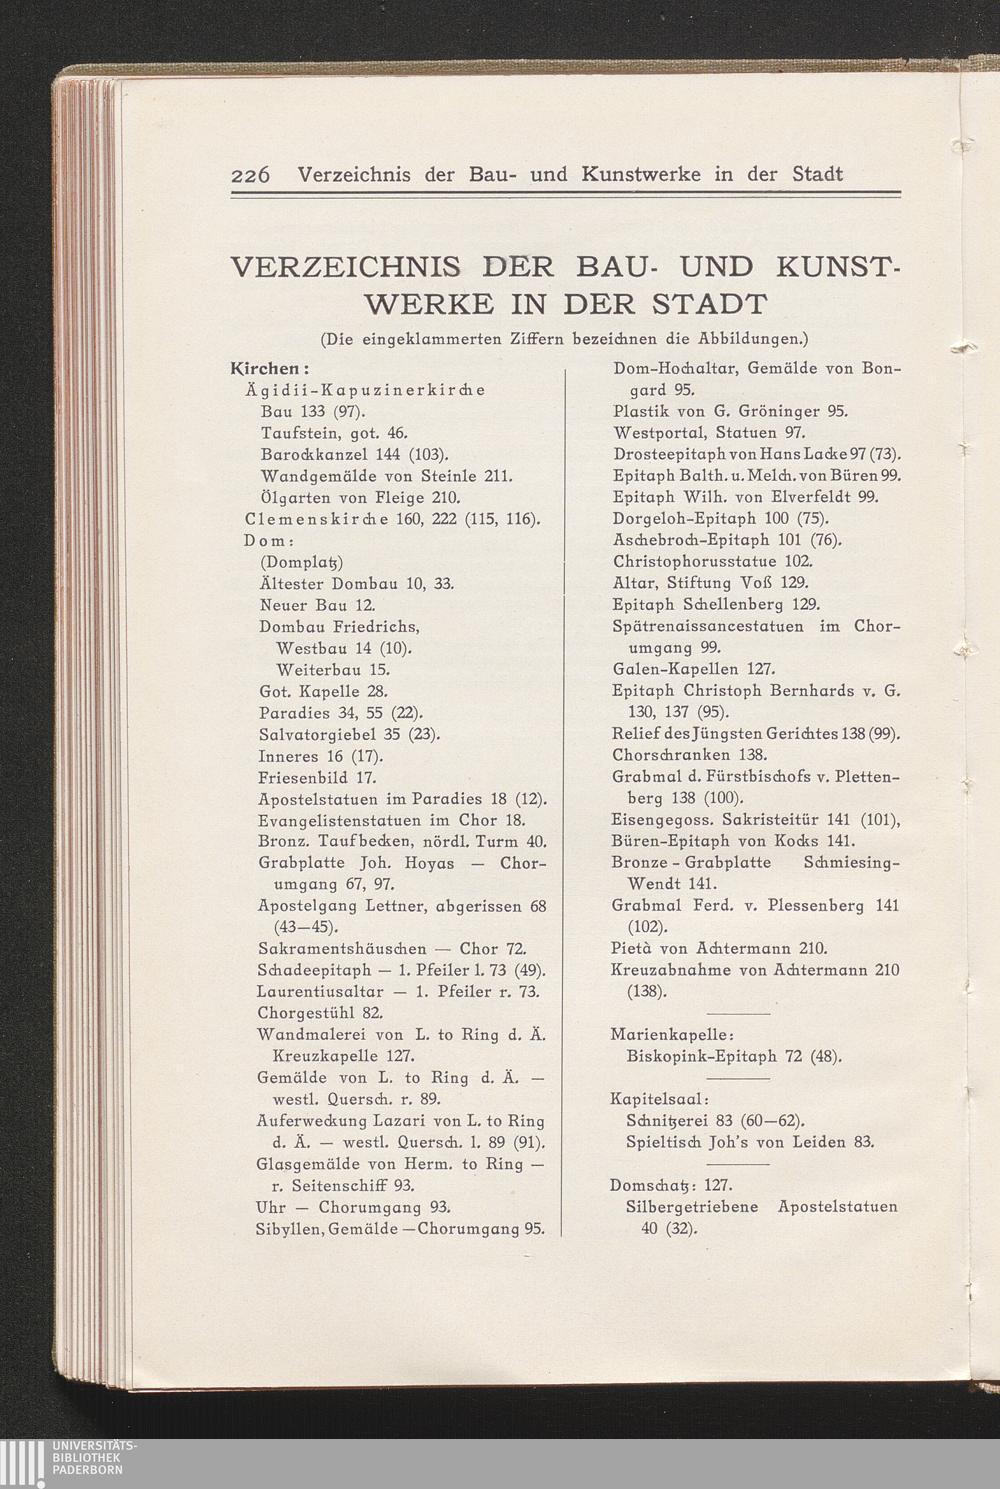 226 Verzeichnis der Bau- und Kunstwerke in der Stadt
VERZEICHNIS DER BAU- UND KUNST-
WERKE IN DER STADT
(Die eingeklammerten Ziffern bezeichnen die Abbildungen.)
Kirchen:
Ägidii-Kapuzinerkirche
Bau 133 (97).
Taufstein, got. 46.
Barockkanzel 144 (103).
Wandgemälde von Steinle 211.
Ölgarten von Fleige 210.
Clemenskirche 160, 222 (115, 116).
Dom:
(Domplatz)
Ältester Dombau 10, 33.
Neuer Bau 12.
Dombau Friedrichs,
Westbau 14 (10).
Weiterbau 15.
Got. Kapelle 28.
Paradies 34, 55 (22).
Salvatorgiebel 35 (23).
Inneres 16 (17).
Friesenbild 17.
Apostelstatuen im Paradies 18 (12).
Evangelistenstatuen im Chor 18.
Bronz. Taufbecken, nördl. Turm 40.
Grabplatte Joh. Hoyas — Chor-
umgang 67, 97.
Apostelgang Lettner, abgerissen 68
(43—45).
Sakramentshäuschen — Chor 72.
Schadeepitaph — 1. Pfeiler l. 73 (49).
Laurentiusaltar — 1. Pfeiler r. 73.
Chorgestühl 82.
Wandmalerei von L. to Ring d. Ä.
Kreuzkapelle 127.
Gemälde von L. to Ring d. Ä. —
westl. Quersch. r. 89.
Auferweckung Lazari von L. to Ring
d. Ä. — westl. Quersch. l. 89 (91).
Glasgemälde von Herm. to Ring —
r. Seitenschiff 93.
Uhr — Chorumgang 93.
Sibyllen, Gemälde — Chorumgang 95.
Dom-Hochaltar, Gemälde von Bon-
gard 95.
Plastik von G. Gröninger 95.
Westportal, Statuen 97.
Drosteepitaph von Hans Lacke 97 (73).
Epitaph Balth. u. Melch. von Büren 99.
Epitaph Wilh. von Elverfeldt 99.
Dorgeloh-Epitaph 100 (75).
Aschebroch-Epitaph 101 (76).
Christophorusstatue 102.
Altar, Stiftung Voß 129.
Epitaph Schellenberg 129.
Spätrenaissancestatuen im Chor-
umgang 99.
Galen-Kapellen 127.
Epitaph Christoph Bernhards v. G.
130, 137 (95).
Relief des Jüngsten Gerichtes 138 (99).
Chorschranken 138.
Grabmal d. Fürstbischofs v. Pletten-
berg 138 (100).
Eisengegoss. Sakristeitür 141 (101),
Büren-Epitaph von Kocks 141.
Bronze-Grabplatte Schmiesing-
Wendt 141.
Grabmal Ferd. v. Plessenberg 141
(102).
Pietà von Achtermann 210.
Kreuzabnahme von Achtermann 210
(138).
Marienkapelle:
Biskopink-Epitaph 72 (48).
Kapitelsaal:
Schnitzerei 83 (60—62).
Spieltisch Joh's von Leiden 83.
Domschatz: 127.
Silbergetriebene Apostelstatuen
40 (32).
UNIVERSITÄTS-
BIBLIOTHEK
PADERBORN